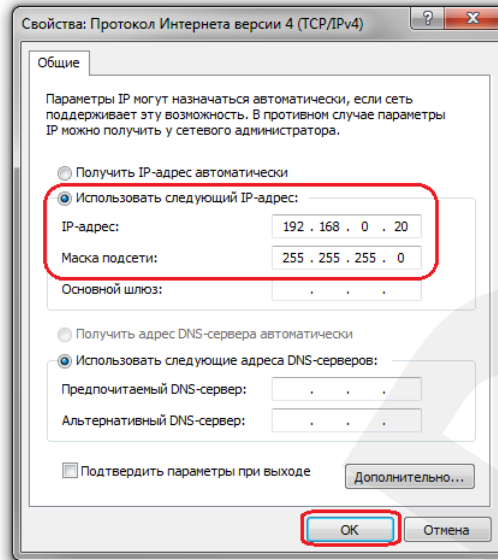 Свойства: Протокол Интернета версии 4 (TCP/IPv4)
Общие
Параметры IP могут назначаться автоматически, если сеть
поддерживает эту возможность. В противном случае параметры
IP можно получить у сетевого администратора.
Получить IP-адрес автоматически
Использовать следующий IP-адрес:
IP-адрес: 192 . 168 . 0 . 20
Маска подсети: 255 . 255 . 255 . 0
Основной шлюз: . . .
Получить адрес DNS-сервера автоматически
Использовать следующие адреса DNS-серверов:
Предпочитаемый DNS-сервер: . . .
Альтернативный DNS-сервер: . . .
Подтвердить параметры при выходе
Дополнительно...
ОК Отмена